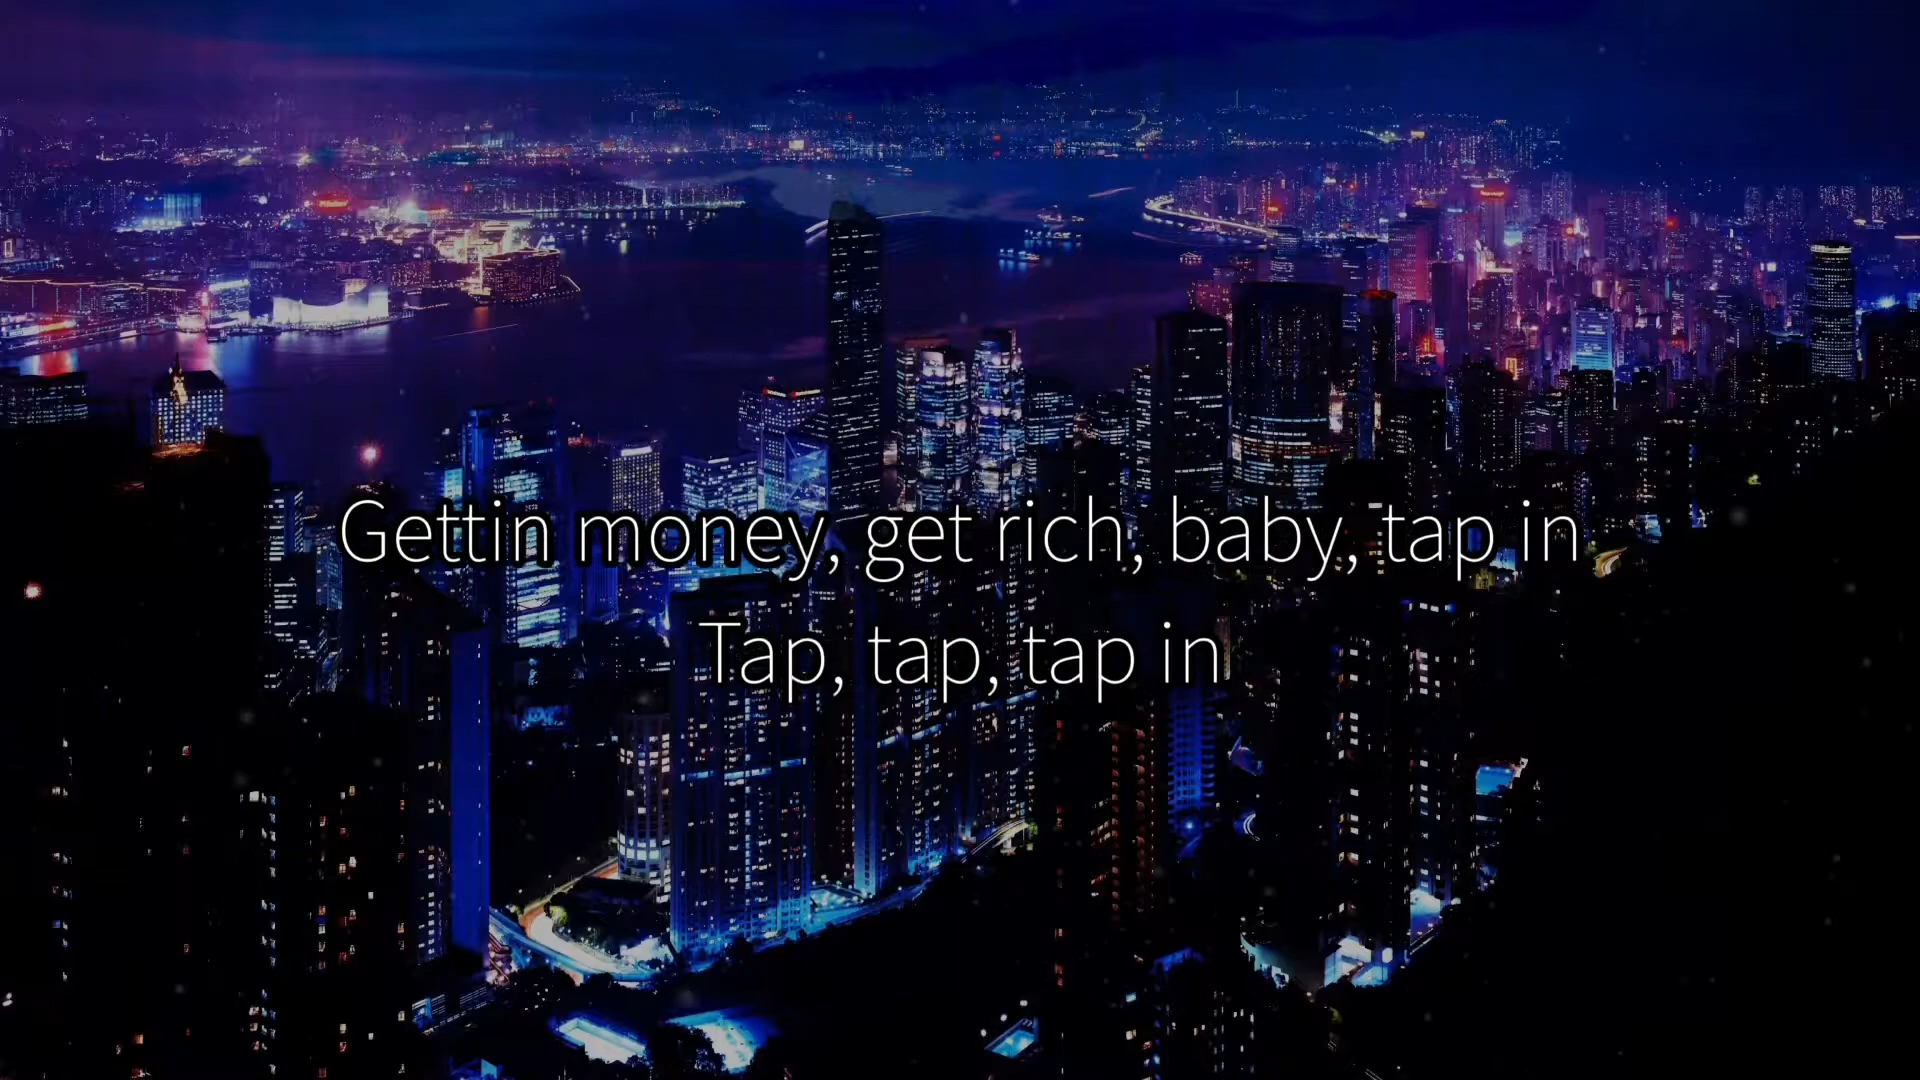 Gettin money, get rich, baby, tap in
Tap, tap, tap in